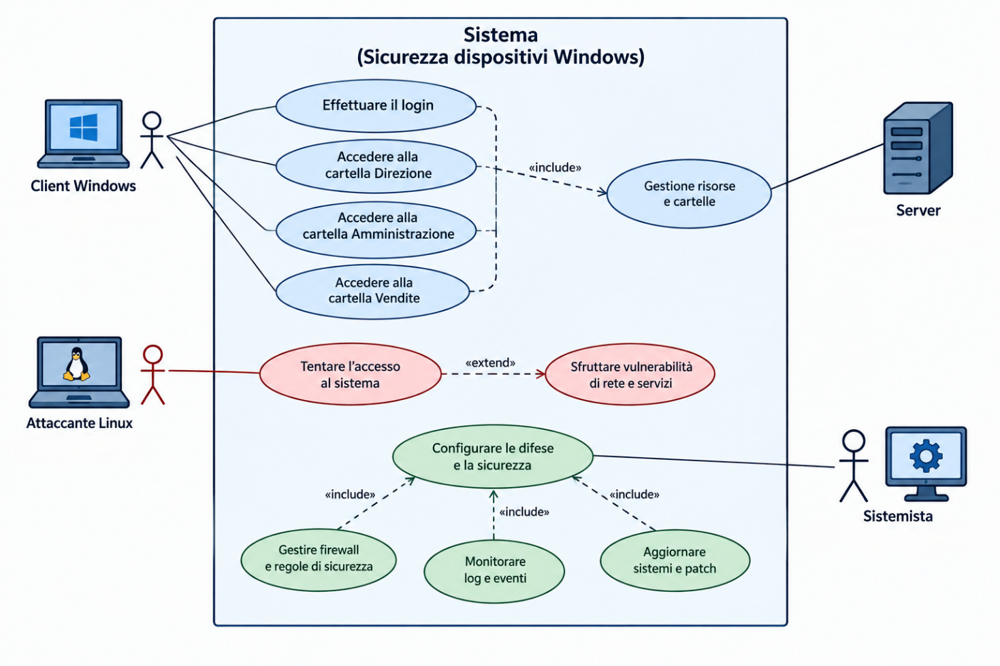 Sistema
(Sicurezza dispositivi Windows)
Effettuare il login
Accedere alla
cartella Direzione
«include»
Gestione risorse
e cartelle
Accedere alla
cartella Amministrazione
Accedere alla
cartella Vendite
Client Windows
Server
Tentare l'accesso
al sistema
«extend»
Sfruttare vulnerabilità
di rete e servizi
Attaccante Linux
Configurare le difese
e la sicurezza
«include»
«include»
«include»
Sistemista
Gestire firewall
e regole di sicurezza
Monitorare
log e eventi
Aggiornare
sistemi e patch